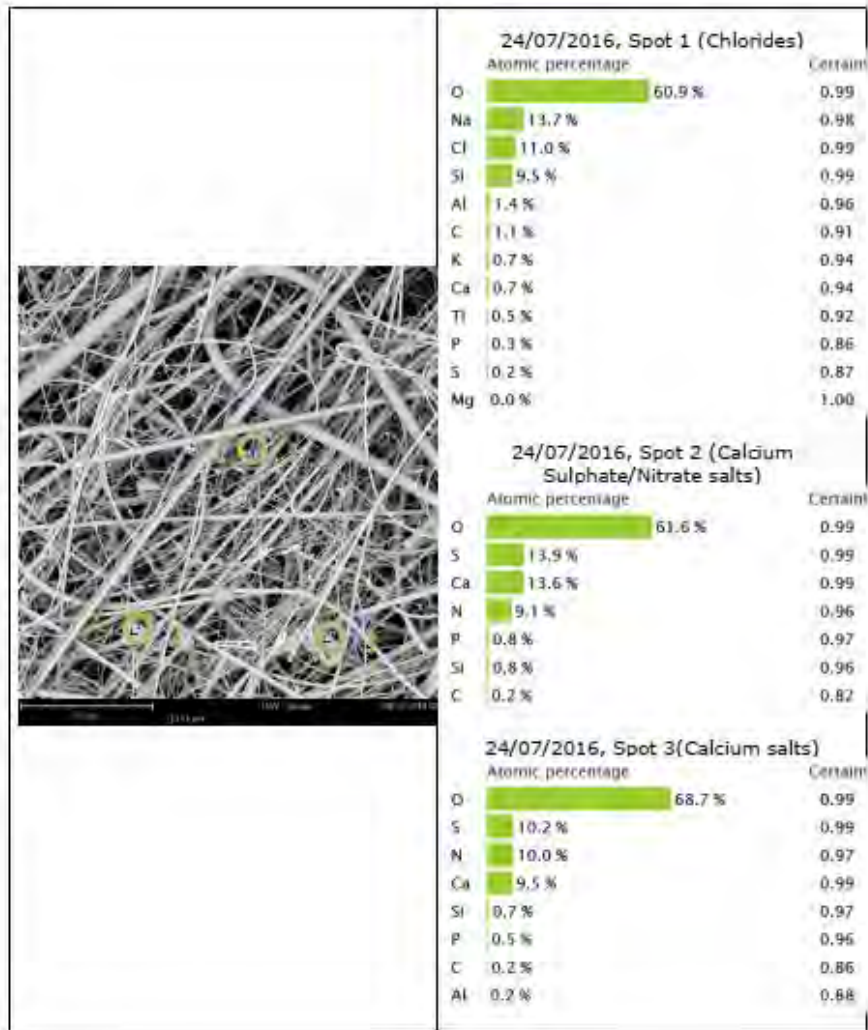 24/07/2016, Spot 1 (Chlorides)
Atomic percentage Certaint
O 60.9 % 0.99
Na 13.7 % 0.98
Cl 11.0 % 0.99
Si 9.5 % 0.99
Al 1.4 % 0.96
C 1.1 % 0.91
K 0.7 % 0.94
Ca 0.7 % 0.94
Ti 0.5 % 0.92
P 0.3 % 0.86
S 0.2 % 0.87
Mg 0.0 % 1.00
24/07/2016, Spot 2 (Calcium
Sulphate/Nitrate salts)
Atomic percentage Certaint
O 61.6 % 0.99
S 13.9 % 0.99
Ca 13.6 % 0.99
N 9.1 % 0.96
P 0.8 % 0.97
Si 0.8 % 0.96
C 0.2 % 0.82
24/07/2016, Spot 3(Calcium salts)
Atomic percentage Certaint
O 68.7 % 0.99
S 10.2 % 0.99
N 10.0 % 0.97
Ca 9.5 % 0.99
Si 0.7 % 0.97
P 0.5 % 0.96
C 0.2 % 0.86
Al 0.2 %